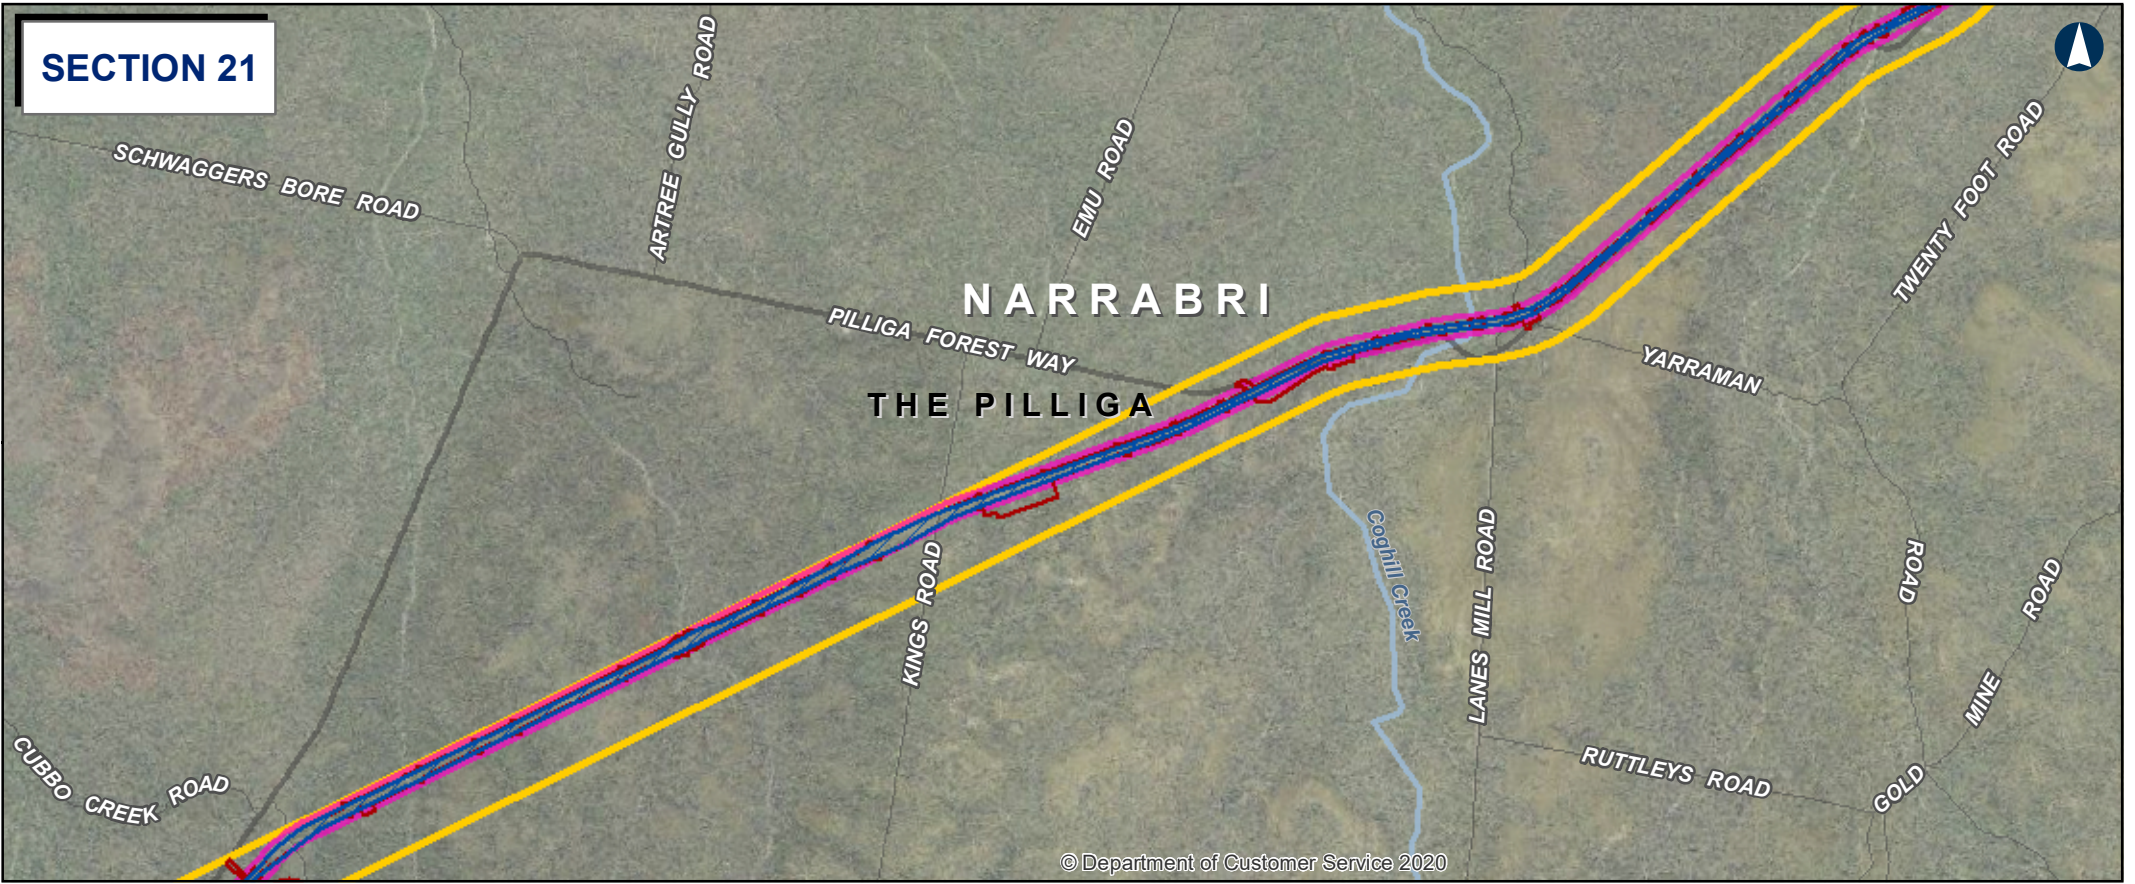 SECTION 21
SCHWAGGERS BORE ROAD
ARTREE GULLY ROAD
EMU ROAD
TWENTY FOOT ROAD
NARRABRI
PILLIGA FOREST WAY
YARRAMAN
ROAD
THE PILLIGA
KINGS ROAD
Coghill Creek
LANES MILL ROAD
GOLD MINE ROAD
CUBBO CREEK ROAD
RUTTLEYS ROAD
© Department of Customer Service 2020